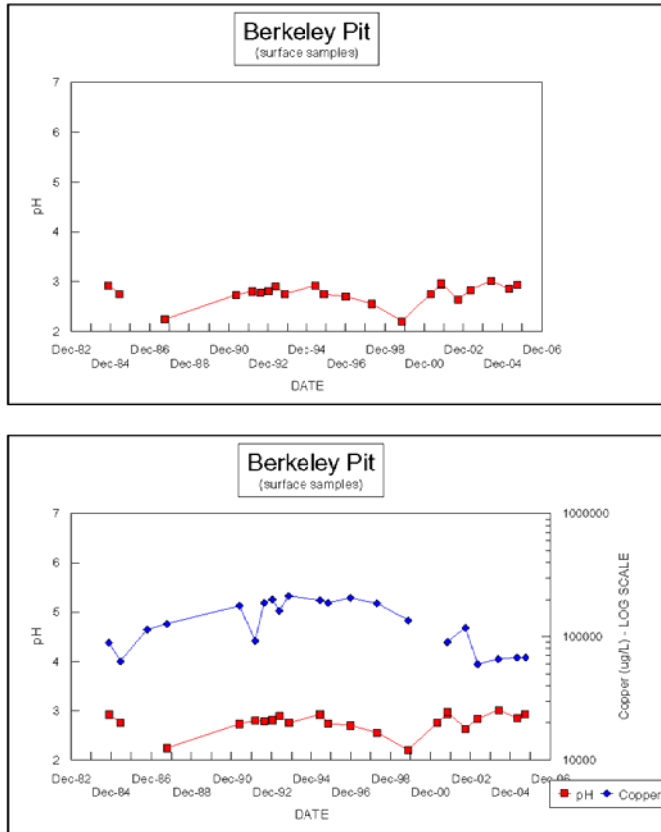 Berkeley Pit
(surface samples)
7
6
5
4
3
2
pH
Dec-82 Dec-86 Dec-90 Dec-94 Dec-98 Dec-02 Dec-06
Dec-84 Dec-88 Dec-92 Dec-96 Dec-00 Dec-04
DATE
Berkeley Pit
(surface samples)
7
6
5
4
3
2
pH
1000000
100000
10000
Copper (ug/L) - LOG SCALE
Dec-82 Dec-86 Dec-90 Dec-94 Dec-98 Dec-02 Dec-06
Dec-84 Dec-88 Dec-92 Dec-96 Dec-00 Dec-04
DATE
pH Copper